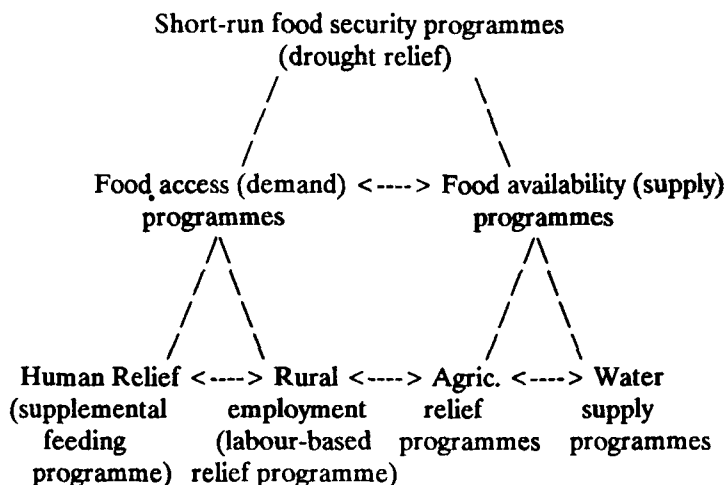 Short-run food security programmes
(drought relief)
Food access (demand) <----> Food availability (supply)
programmes programmes
Human Relief <----> Rural <----> Agric. <----> Water
(supplemental employment relief supply
feeding (labour-based programmes programmes
programme) relief programme)